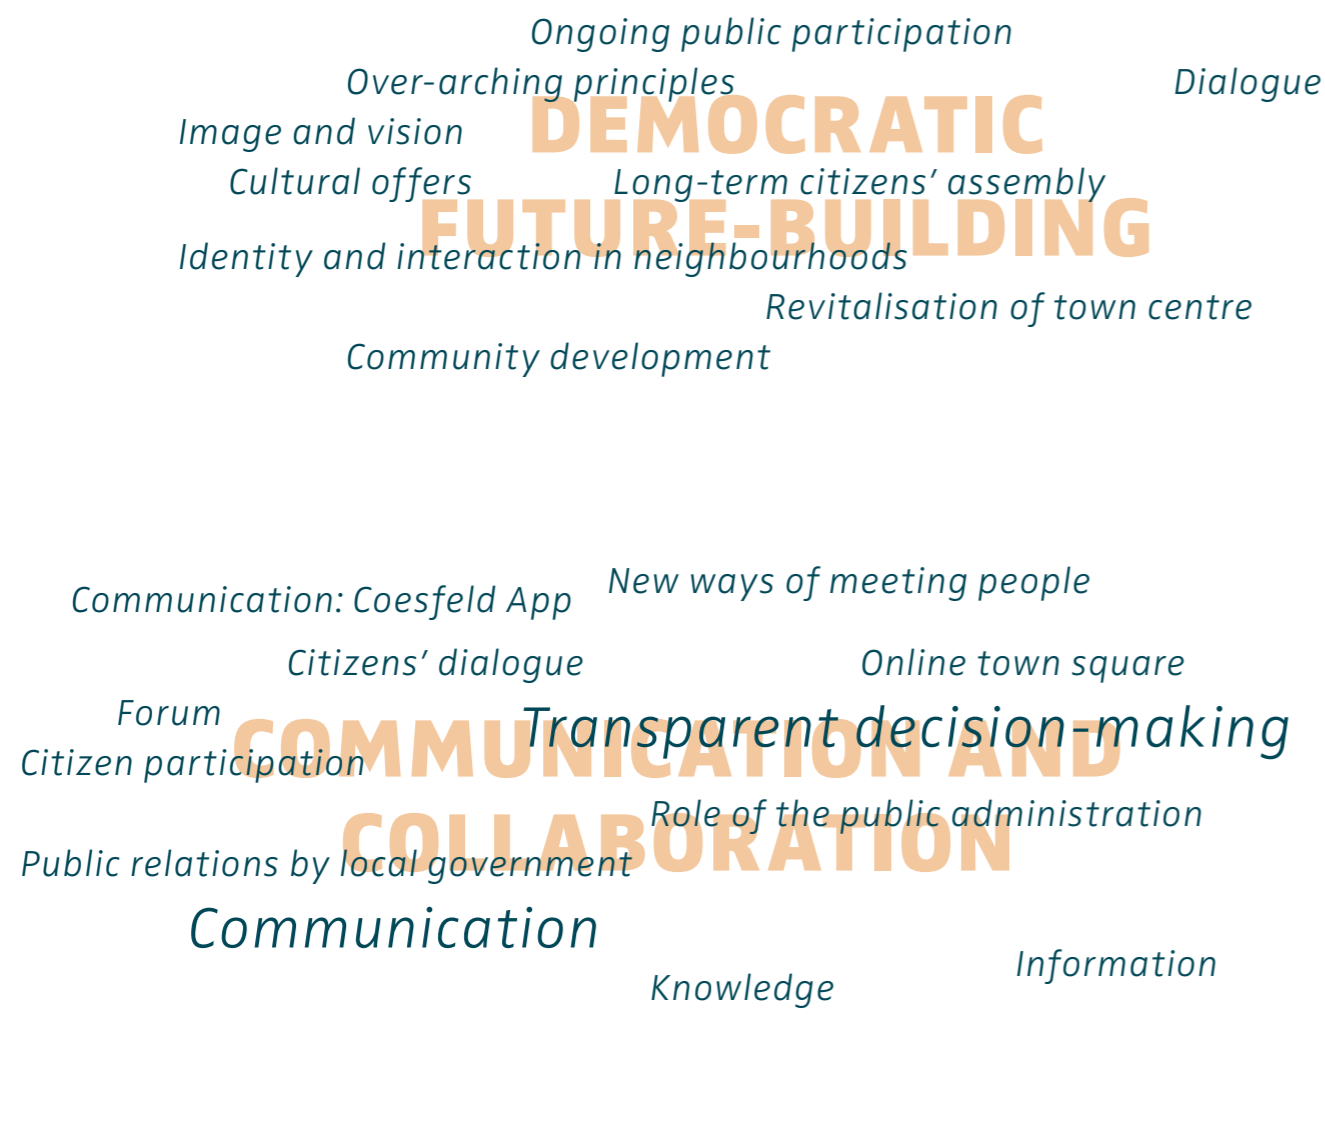 Ongoing public participation
Over-arching principles
Dialogue
DEMOCRATIC
Image and vision
Cultural offers
Long-term citizens’ assembly
FUTURE-BUILDING
Identity and interaction in neighbourhoods
Revitalisation of town centre
Community development
New ways of meeting people
Communication: Coesfeld App
Citizens’ dialogue
Online town square
Forum
Transparent decision-making
COMMUNICATION AND
Citizen participation
Role of the public administration
COLLABORATION
Public relations by local government
Communication
Information
Knowledge